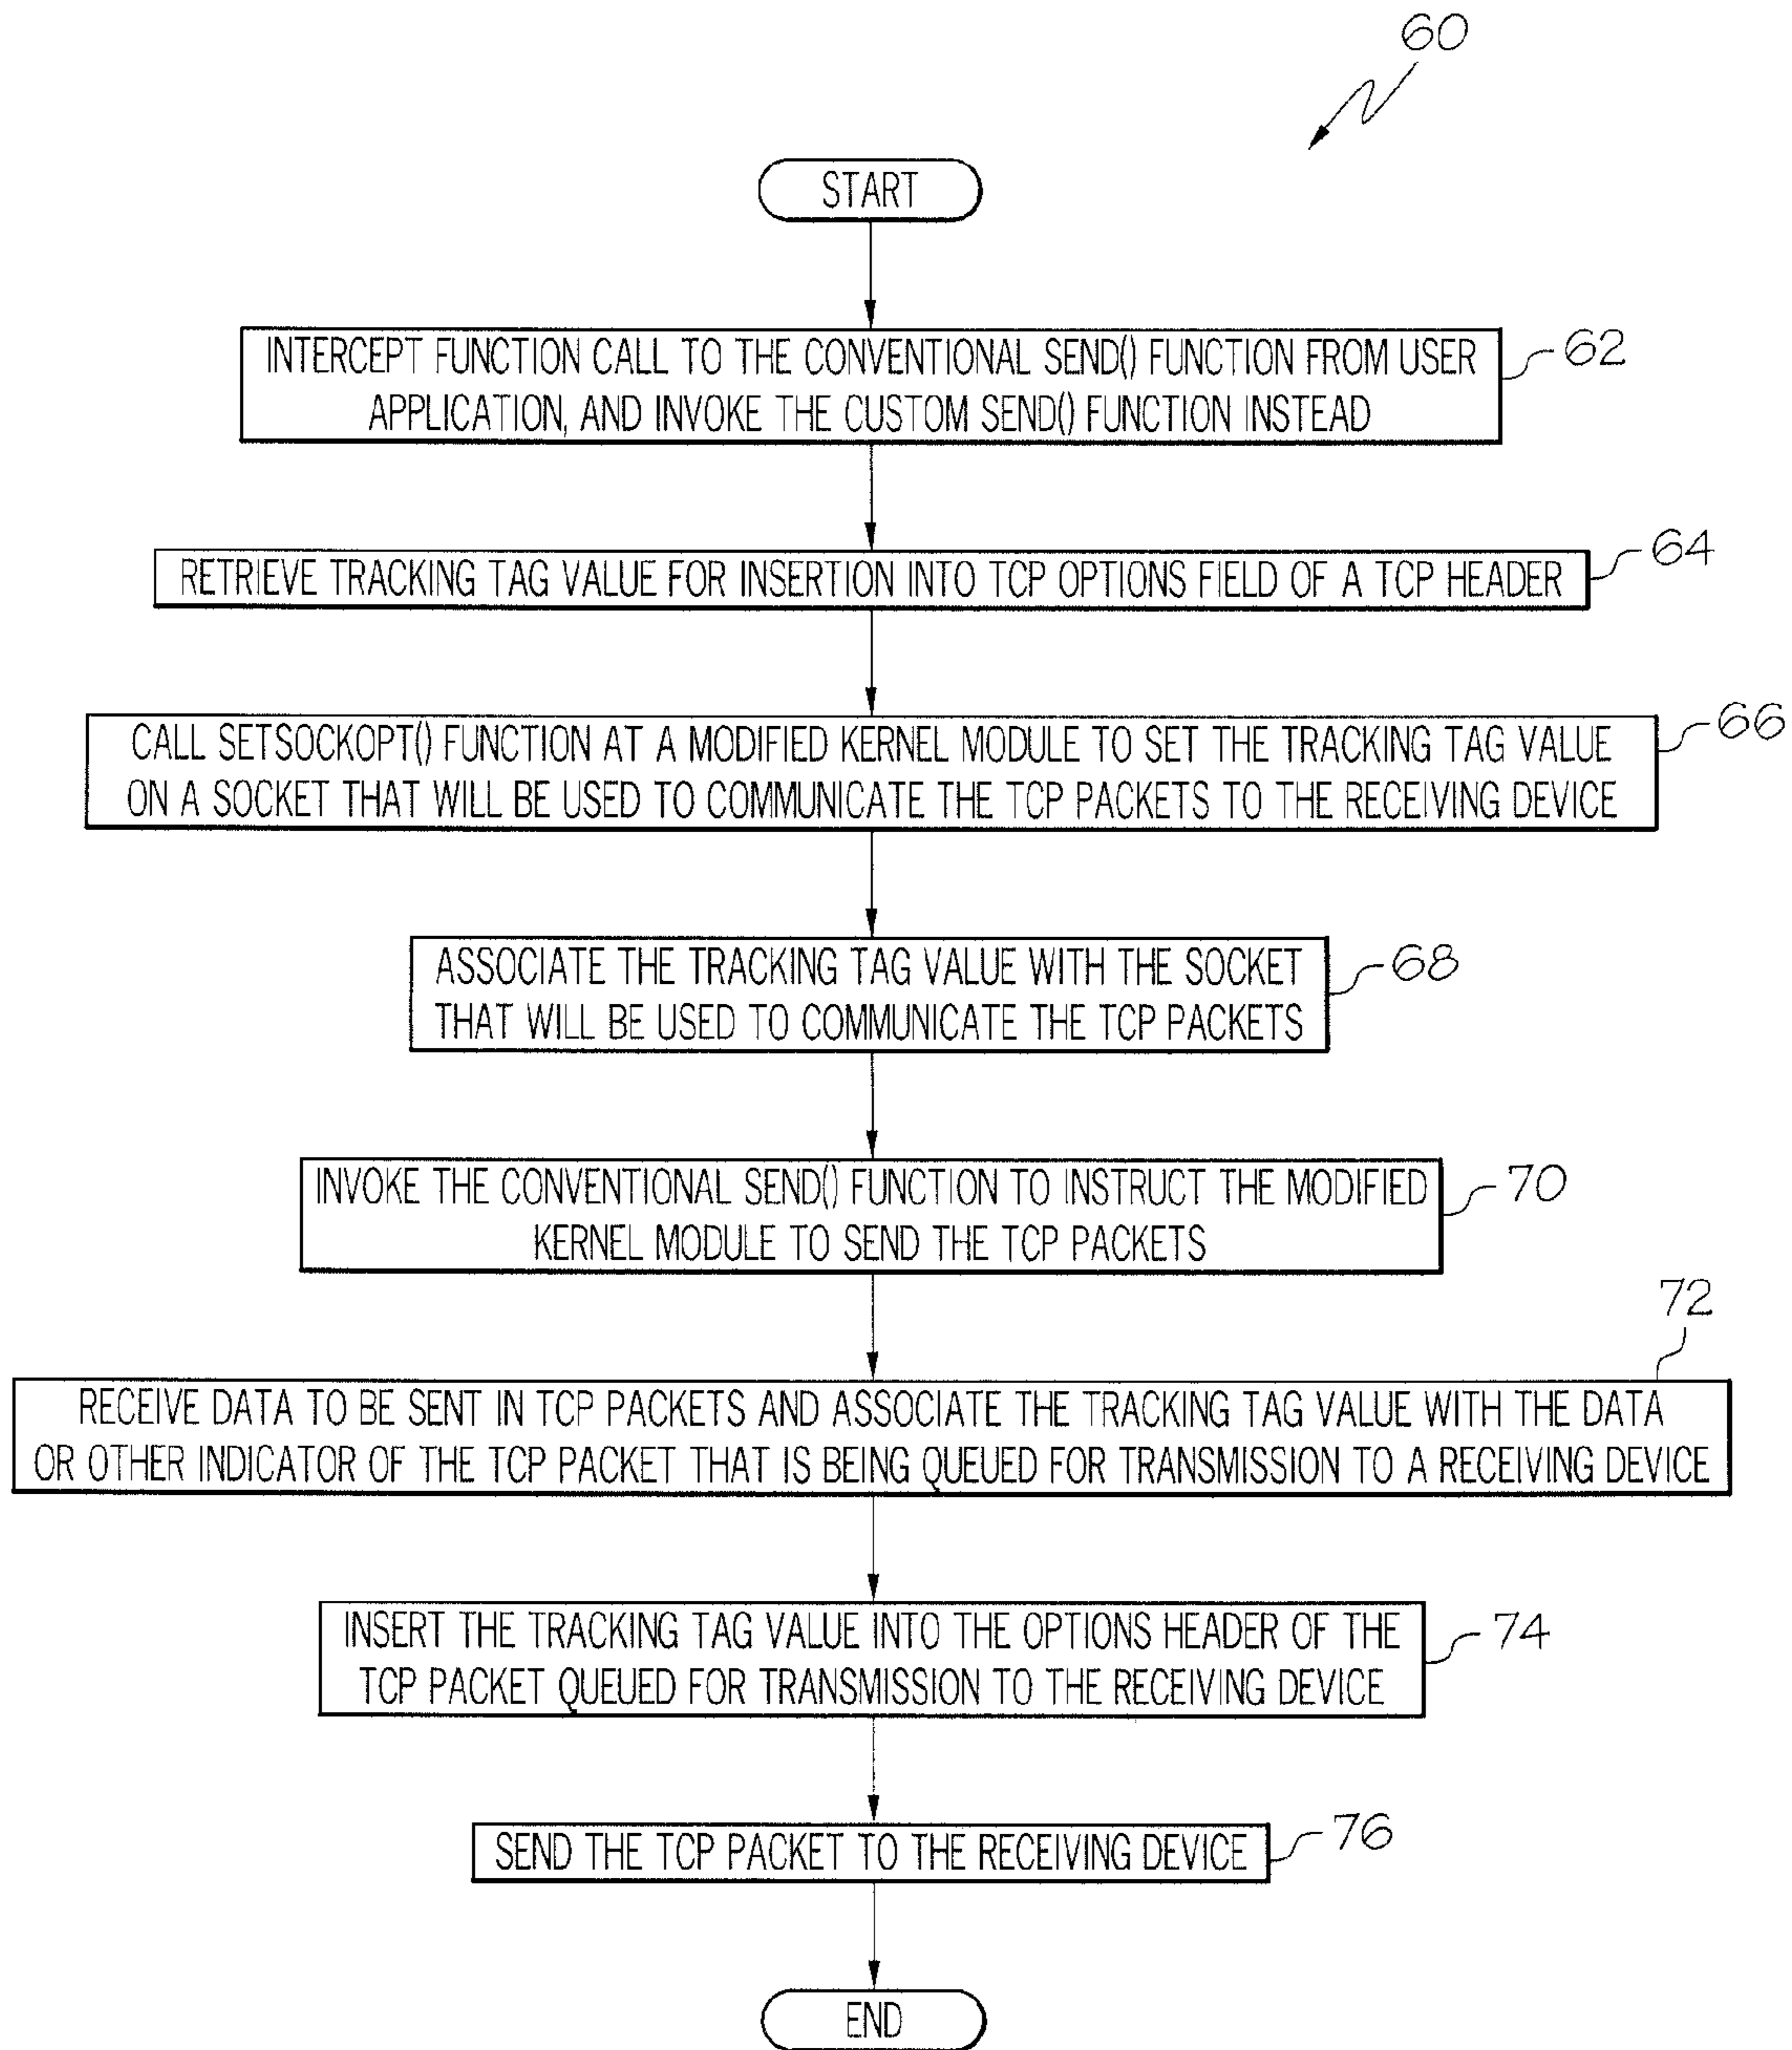 60
START
INTERCEPT FUNCTION CALL TO THE CONVENTIONAL SEND() FUNCTION FROM USER
APPLICATION, AND INVOKE THE CUSTOM SEND() FUNCTION INSTEAD
62
RETRIEVE TRACKING TAG VALUE FOR INSERTION INTO TCP OPTIONS FIELD OF A TCP HEADER
64
CALL SETSOCKOPT() FUNCTION AT A MODIFIED KERNEL MODULE TO SET THE TRACKING TAG VALUE
ON A SOCKET THAT WILL BE USED TO COMMUNICATE THE TCP PACKETS TO THE RECEIVING DEVICE
66
ASSOCIATE THE TRACKING TAG VALUE WITH THE SOCKET
THAT WILL BE USED TO COMMUNICATE THE TCP PACKETS
68
INVOKE THE CONVENTIONAL SEND() FUNCTION TO INSTRUCT THE MODIFIED
KERNEL MODULE TO SEND THE TCP PACKETS
70
72
RECEIVE DATA TO BE SENT IN TCP PACKETS AND ASSOCIATE THE TRACKING TAG VALUE WITH THE DATA
OR OTHER INDICATOR OF THE TCP PACKET THAT IS BEING QUEUED FOR TRANSMISSION TO A RECEIVING DEVICE
INSERT THE TRACKING TAG VALUE INTO THE OPTIONS HEADER OF THE
TCP PACKET QUEUED FOR TRANSMISSION TO THE RECEIVING DEVICE
74
SEND THE TCP PACKET TO THE RECEIVING DEVICE
76
END